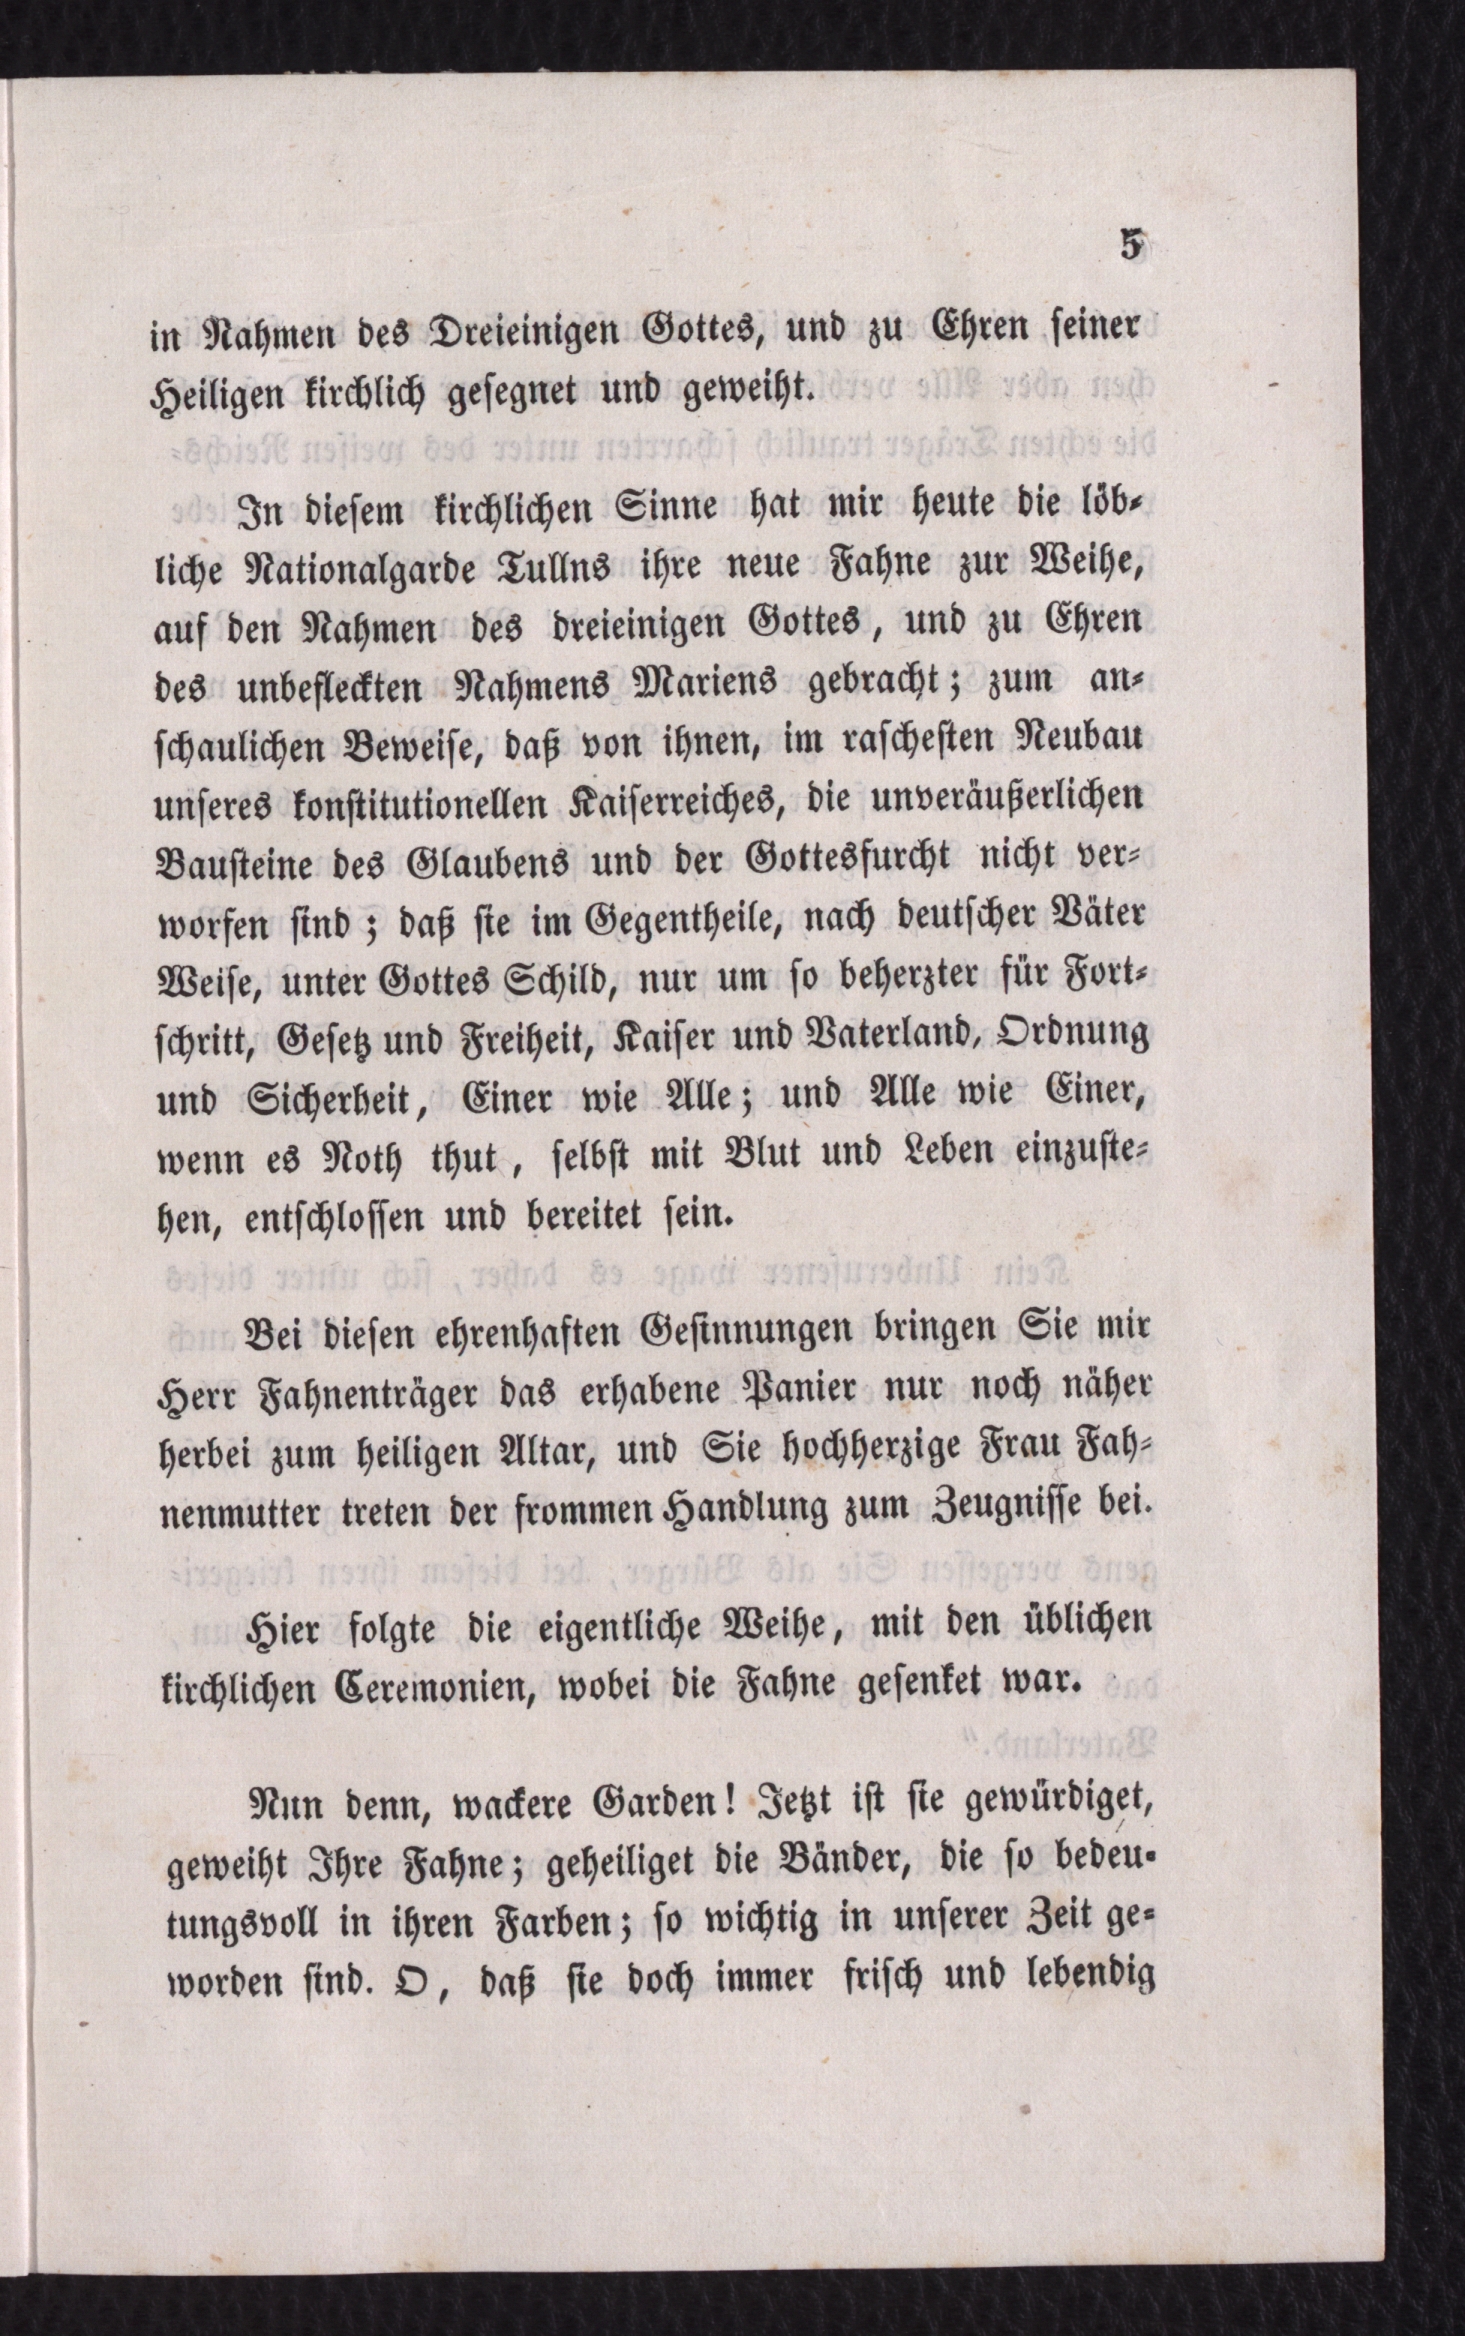 5
in Nahmen des Dreieinigen Gottes, und zu Ehren seiner
Heiligen kirchlich gesegnet und geweiht.
In diesem kirchlichen Sinne hat mir heute die löb-
liche Nationalgarde Tullns ihre neue Fahne zur Weihe,
auf den Nahmen des dreieinigen Gottes, und zu Ehren
des unbefleckten Nahmens Mariens gebracht; zum an-
schaulichen Beweise, daß von ihnen, im raschesten Neubau
unseres konstitutionellen Kaiserreiches, die unveräußerlichen
Bausteine des Glaubens und der Gottesfurcht nicht ver-
worfen sind; daß sie im Gegentheile, nach deutscher Väter
Weise, unter Gottes Schild, nur um so beherzter für Fort-
schritt, Gesetz und Freiheit, Kaiser und Vaterland, Ordnung
und Sicherheit, Einer wie Alle; und Alle wie Einer,
wenn es Noth thut, selbst mit Blut und Leben einzuste-
hen, entschlossen und bereitet sein.
Bei diesen ehrenhaften Gesinnungen bringen Sie mir
Herr Fahnenträger das erhabene Panier nur noch näher
herbei zum heiligen Altar, und Sie hochherzige Frau Fah-
nenmutter treten der frommen Handlung zum Zeugnisse bei.
Hier folgte die eigentliche Weihe, mit den üblichen
kirchlichen Ceremonien, wobei die Fahne gesenket war.
Nun denn, wackere Garden! Jetzt ist sie gewürdiget,
geweiht Ihre Fahne; geheiliget die Bänder, die so bedeu-
tungsvoll in ihren Farben; so wichtig in unserer Zeit ge-
worden sind. O, daß sie doch immer frisch und lebendig